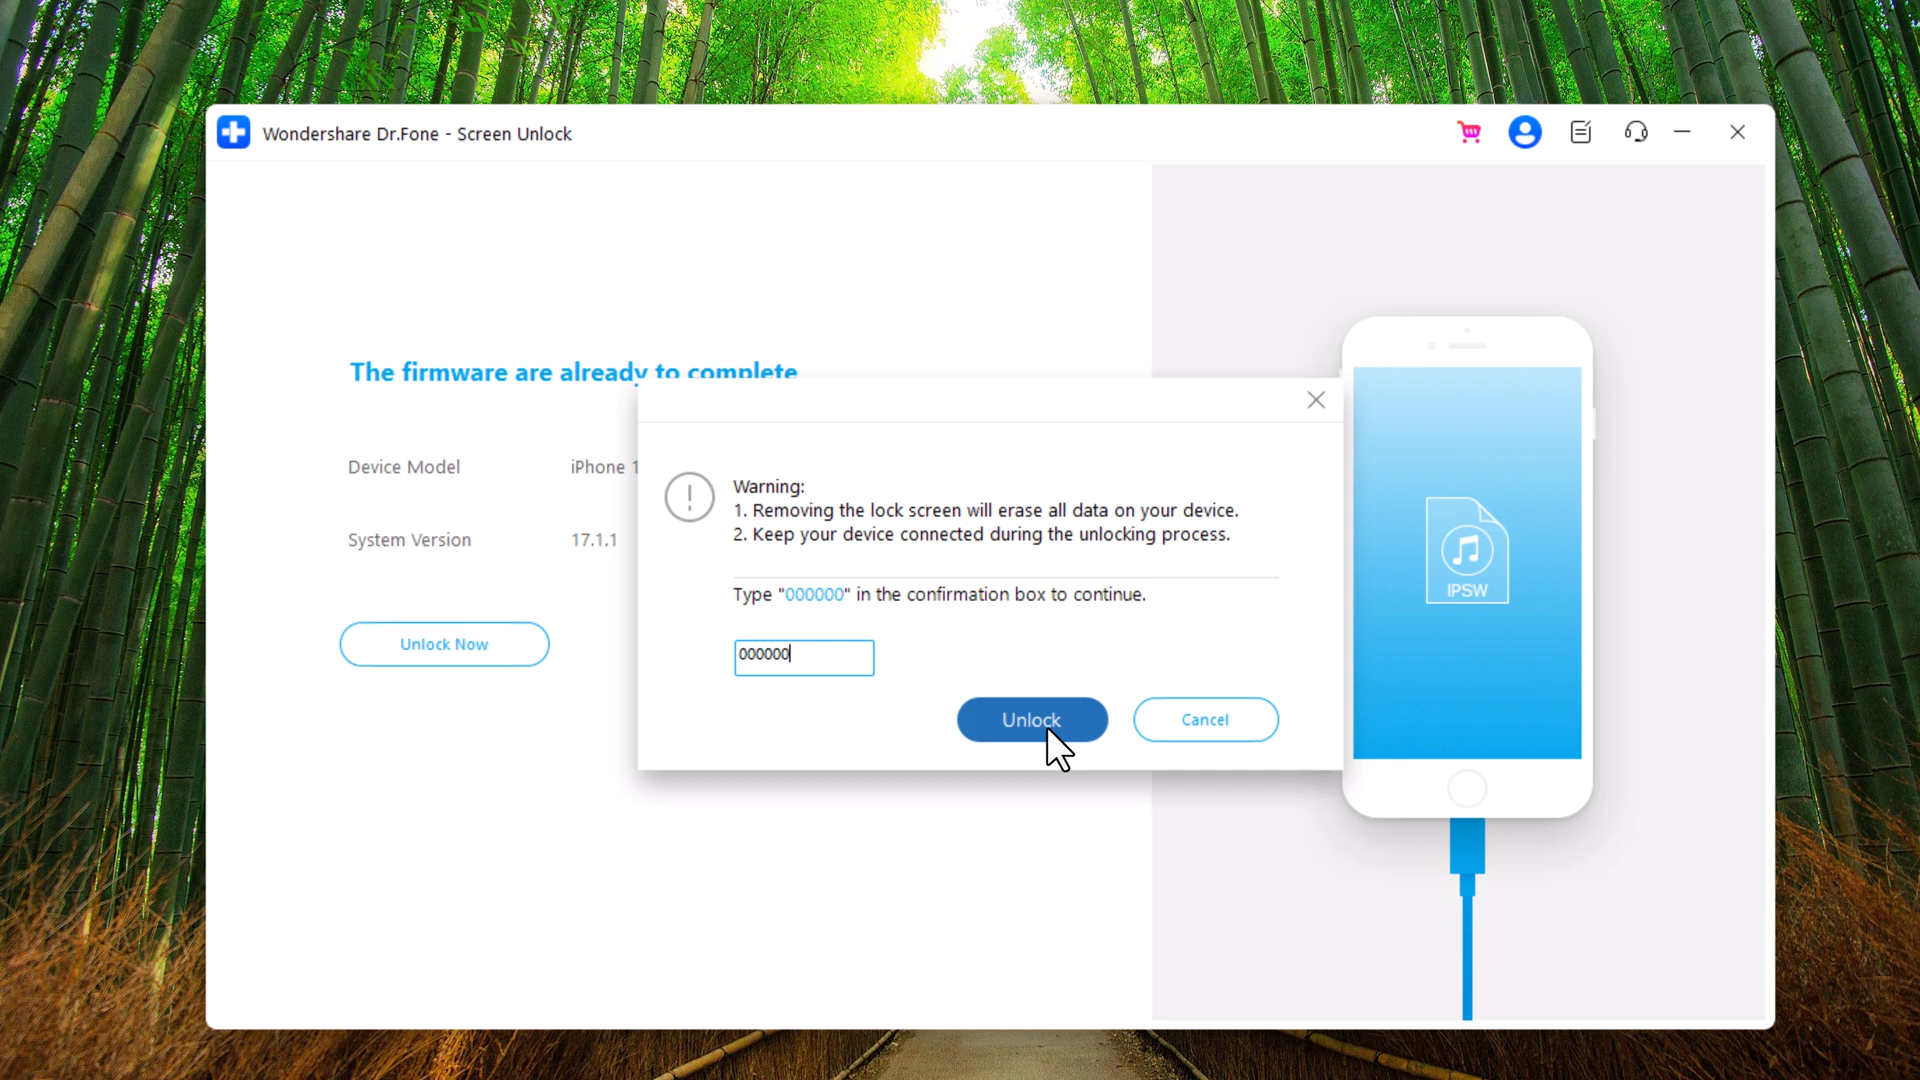 Wondershare Dr.Fone - Screen Unlock
The firmware are already to complete
Device Model iPhone 1
System Version 17.1.1
Unlock Now
Warning:
1. Removing the lock screen will erase all data on your device.
2. Keep your device connected during the unlocking process.
Type "000000" in the confirmation box to continue.
000000
Unlock
Cancel
IPSW